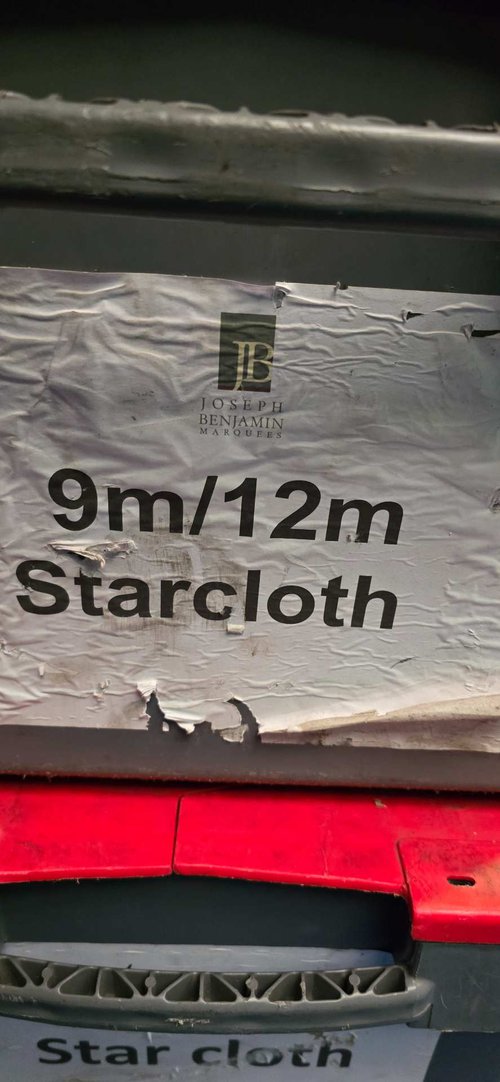 JB
JOSEPH
BENJAMIN
MARQUEES
9m/12m
Starcloth
Star cloth